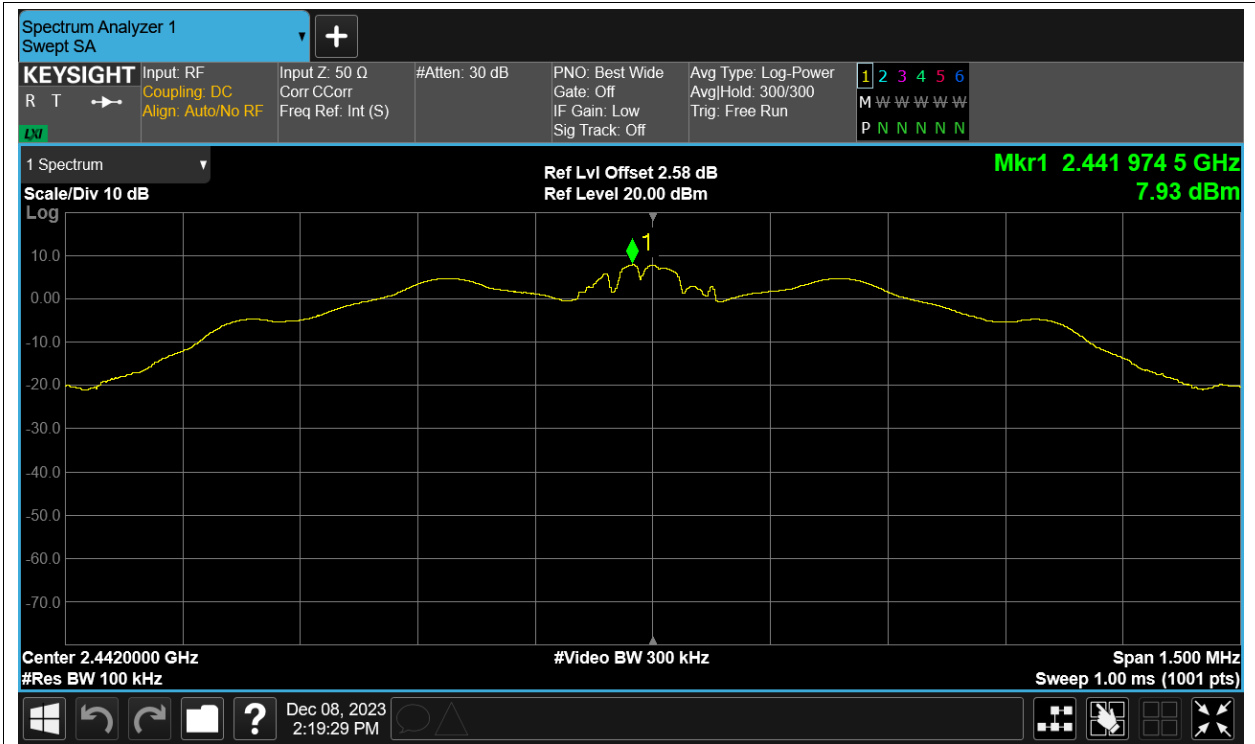 Spectrum Analyzer 1
Swept SA
+
KEYSIGHT
R T
LXI
Input: RF
Coupling: DC
Align: Auto/No RF
Input Z: 50 Ω
Corr CCorr
Freq Ref: Int (S)
#Atten: 30 dB
PNO: Best Wide
Gate: Off
IF Gain: Low
Sig Track: Off
Avg Type: Log-Power
Avg|Hold: 300/300
Trig: Free Run
1 2 3 4 5 6
M W W W W W W
P N N N N N N
1 Spectrum
Scale/Div 10 dB
Log
Ref Lvl Offset 2.58 dB
Ref Level 20.00 dBm
Mkr1 2.441 974 5 GHz
7.93 dBm
1
10.0
0.00
-10.0
-20.0
-30.0
-40.0
-50.0
-60.0
-70.0
Center 2.4420000 GHz
#Res BW 100 kHz
#Video BW 300 kHz
Span 1.500 MHz
Sweep 1.00 ms (1001 pts)
?
Dec 08, 2023
2:19:29 PM